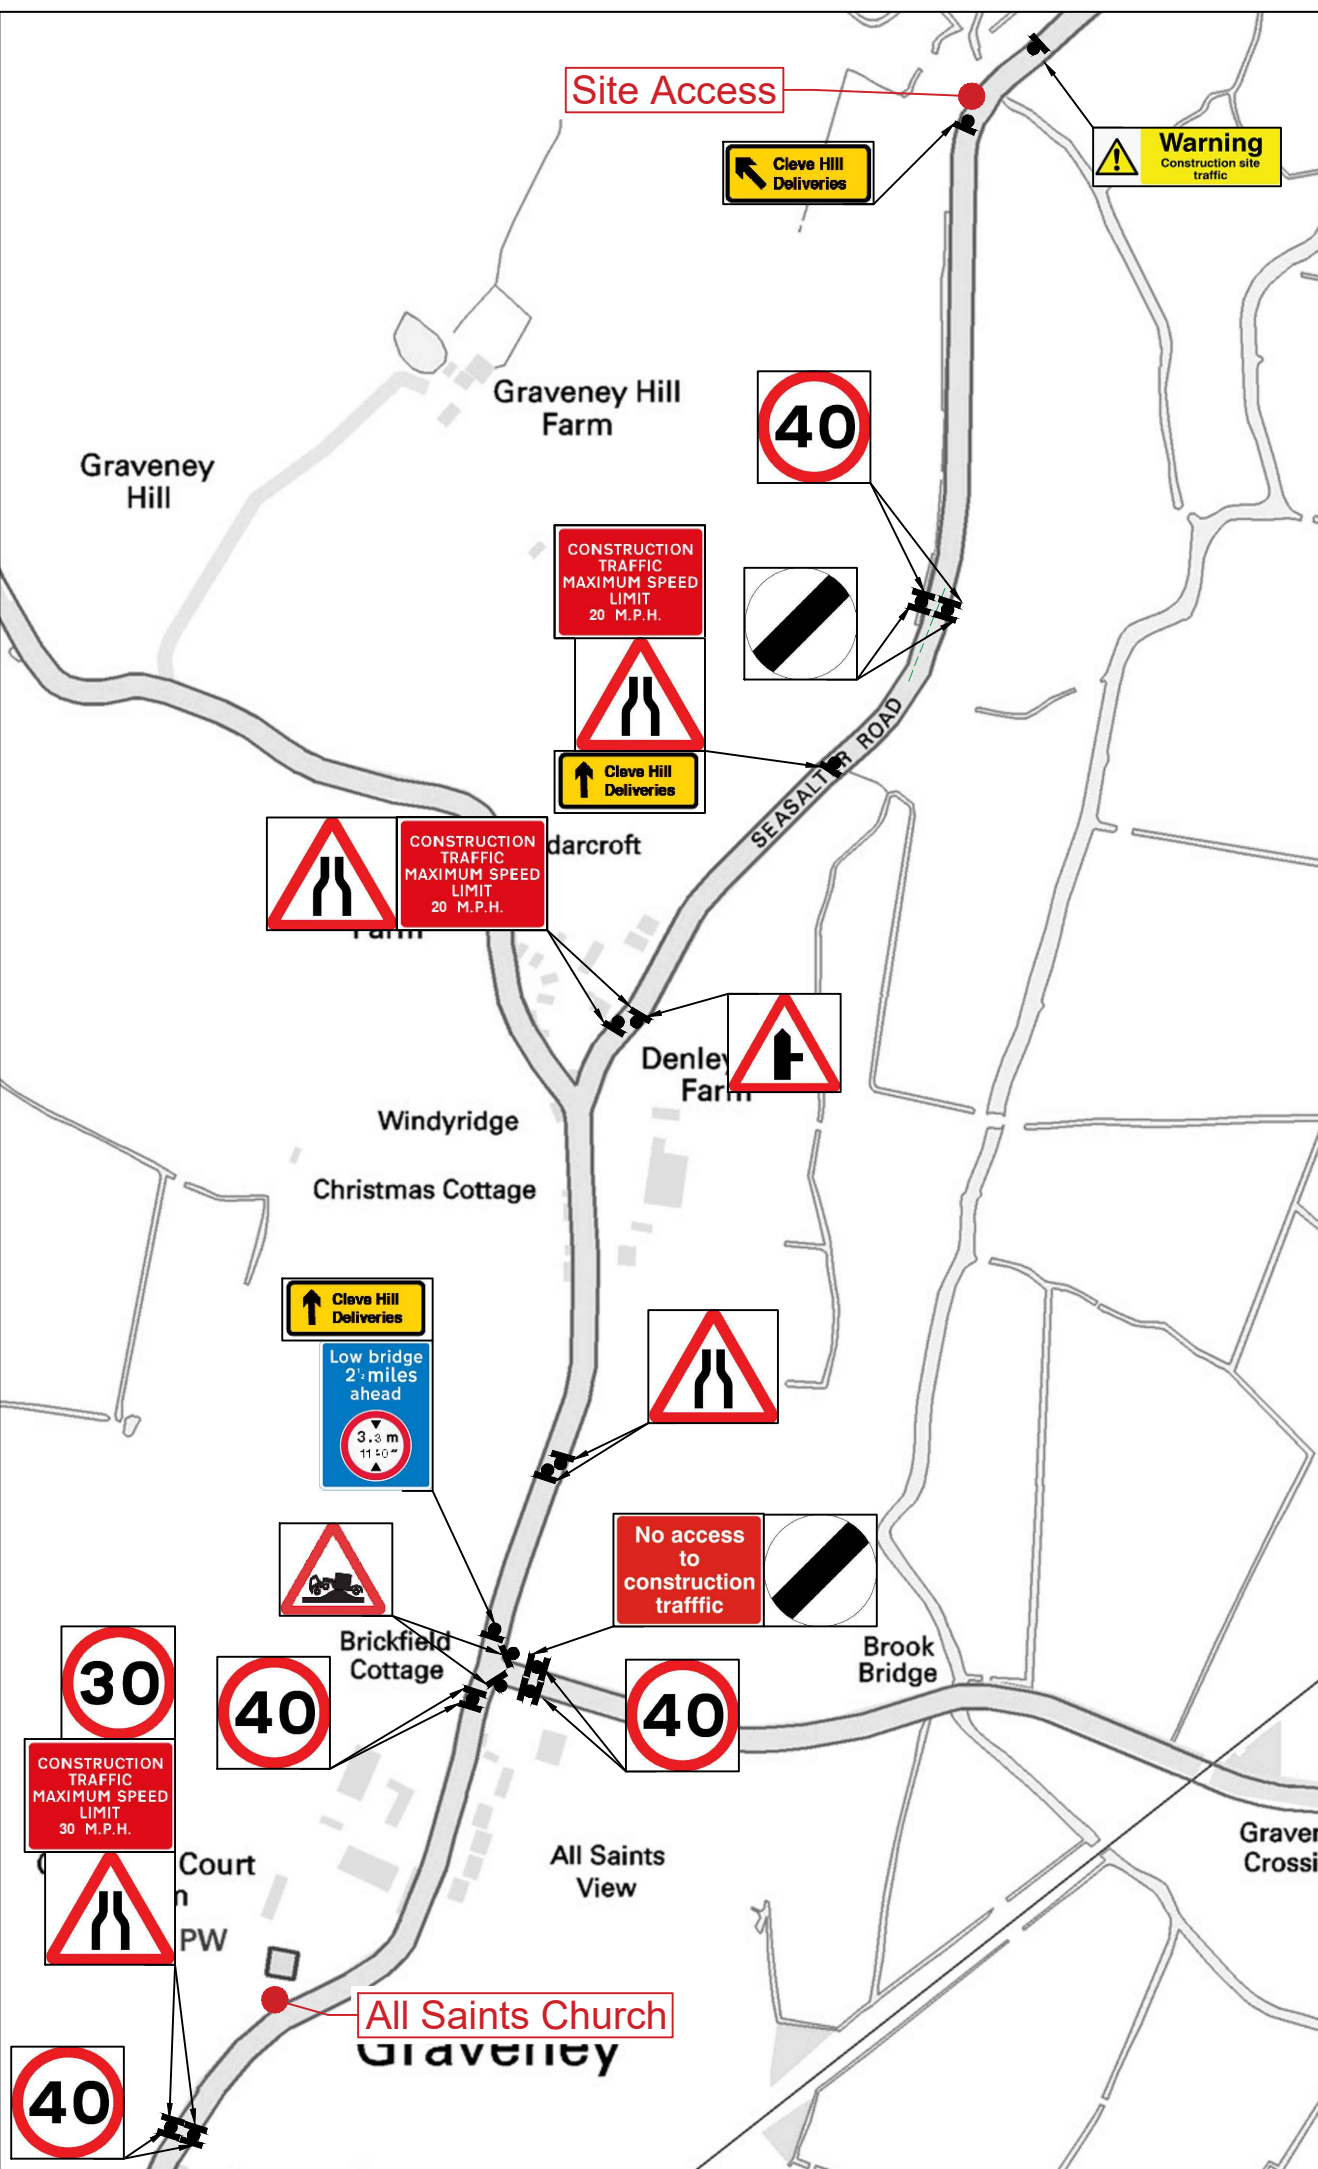 Site Access
Cleve Hill
Deliveries
Warning
Construction site
traffic
Graveney Hill
Farm
40
Graveney
Hill
CONSTRUCTION
TRAFFIC
MAXIMUM SPEED
LIMIT
20 M.P.H.
SEASALTER ROAD
Cleve Hill
Deliveries
CONSTRUCTION
TRAFFIC
MAXIMUM SPEED
LIMIT
20 M.P.H.
darcroft
Farm
Denley
Farm
Windyridge
Christmas Cottage
Cleve Hill
Deliveries
Low bridge
2½ miles
ahead
3.3 m
No access
to
construction
trafffic
Brickfield
Cottage
Brook
Bridge
30
40
40
CONSTRUCTION
TRAFFIC
MAXIMUM SPEED
LIMIT
30 M.P.H.
Court
PW
All Saints
View
Graver
Crossi
All Saints Church
Graveney
40